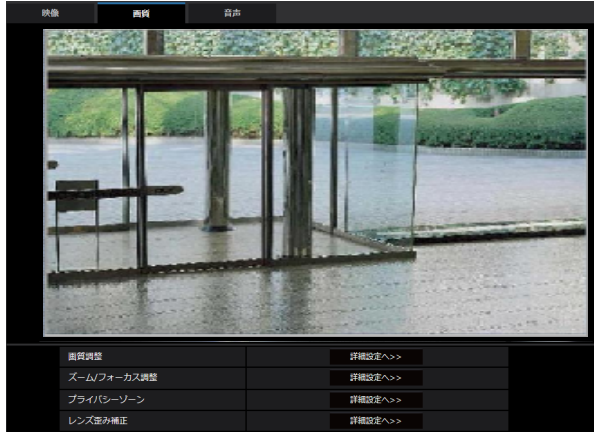 映像 画質 音声
画質調整 詳細設定へ>>
ズーム/フォーカス調整 詳細設定へ>>
プライバシーゾーン 詳細設定へ>>
レンズ歪み補正 詳細設定へ>>